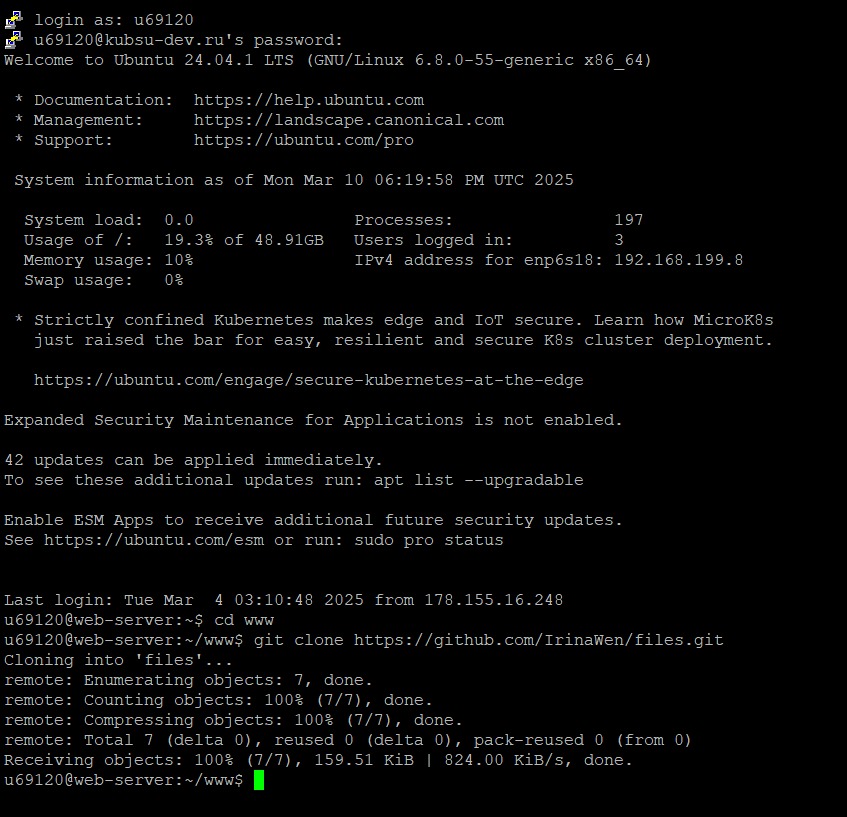 login as: u69120
u69120@kubsu-dev.ru's password:
Welcome to Ubuntu 24.04.1 LTS (GNU/Linux 6.8.0-55-generic x86_64)
* Documentation:  https://help.ubuntu.com
* Management:     https://landscape.canonical.com
* Support:        https://ubuntu.com/pro
System information as of Mon Mar 10 06:19:58 PM UTC 2025
System load:  0.0                Processes:                197
Usage of /:   19.3% of 48.91GB   Users logged in:          3
Memory usage: 10%                IPv4 address for enp6s18: 192.168.199.8
Swap usage:   0%
* Strictly confined Kubernetes makes edge and IoT secure. Learn how MicroK8s
just raised the bar for easy, resilient and secure K8s cluster deployment.
https://ubuntu.com/engage/secure-kubernetes-at-the-edge
Expanded Security Maintenance for Applications is not enabled.
42 updates can be applied immediately.
To see these additional updates run: apt list --upgradable
Enable ESM Apps to receive additional future security updates.
See https://ubuntu.com/esm or run: sudo pro status
Last login: Tue Mar  4 03:10:48 2025 from 178.155.16.248
u69120@web-server:~$ cd www
u69120@web-server:~/www$ git clone https://github.com/IrinaWen/files.git
Cloning into 'files'...
remote: Enumerating objects: 7, done.
remote: Counting objects: 100% (7/7), done.
remote: Compressing objects: 100% (7/7), done.
remote: Total 7 (delta 0), reused 0 (delta 0), pack-reused 0 (from 0)
Receiving objects: 100% (7/7), 159.51 KiB | 824.00 KiB/s, done.
u69120@web-server:~/www$